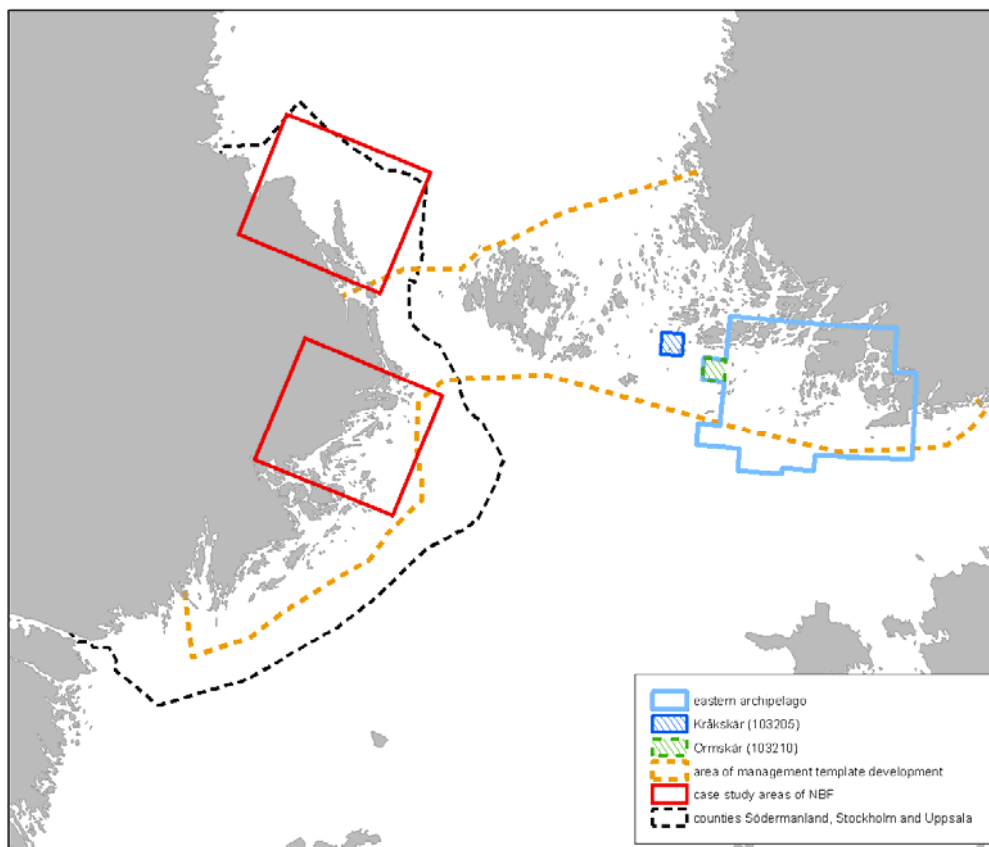 eastern archipelago
Kråkskär (103205)
Ormskär (103210)
area of management template development
case study areas of NBF
counties Södermanland, Stockholm and Uppsala